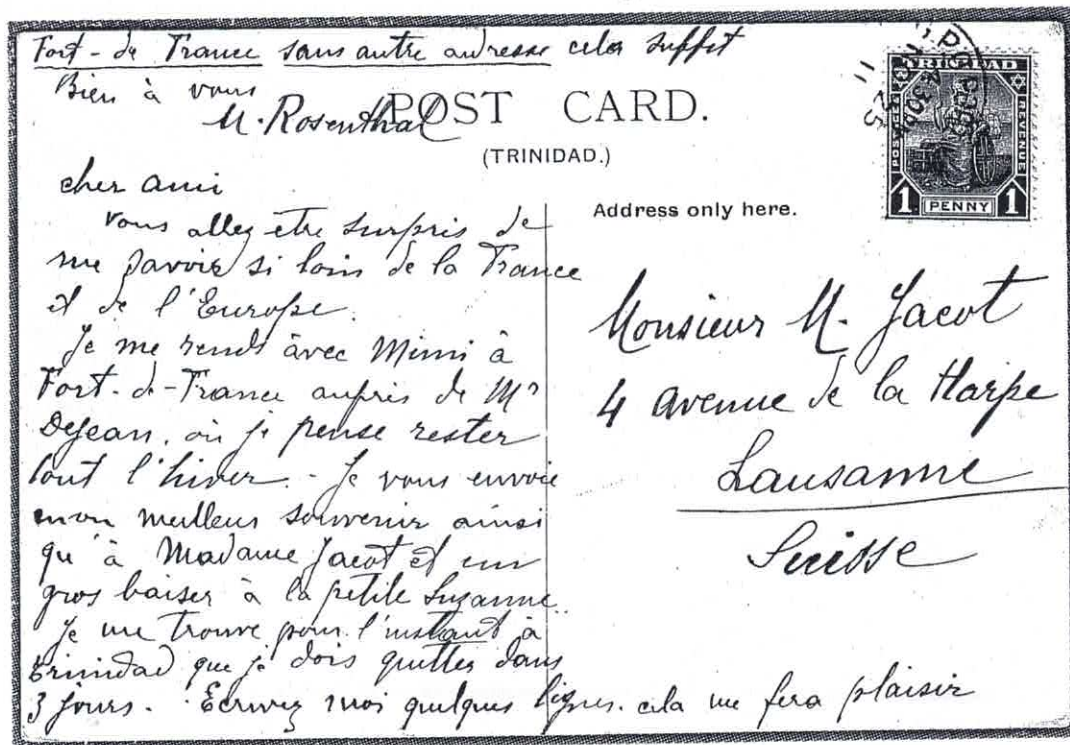 Fort-de France sans autre adresse cela suffit
Bien à vous
M. Rosenthal
POST CARD.
(TRINIDAD.)
TRINIDAD
POSTAGE
REVENUE
1 PENNY 1
Address only here.
cher ami
Vous allez être surpris de
me savoir si loin de la France
et de l'Europe.
Je me rends avec Mimi à
Fort-de-France auprès de Mr
Dejean, où je pense rester
tout l'hiver. - Je vous envoie
mon meilleur souvenir ainsi
qu'à Madame Jacot et un
gros baiser à la petite Suzanne.
Je me trouve pour l'instant à
Trinidad que je dois quitter dans
3 jours. - Ecrivez moi quelques lignes. cela me fera plaisir
Monsieur M. Jacot
4 avenue de la Harpe
Lausanne
Suisse